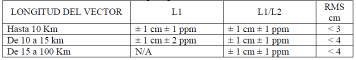 LONGITUD DEL VECTOR L1 L1/L2 RMS cm
Hasta 10 Km ± 1 cm ± 1 ppm ± 1 cm ± 1 ppm < 3
De 10 a 15 km ± 1 cm ± 2 ppm ± 1 cm ± 1 ppm < 4
De 15 a 100 Km N/A ± 1 cm ± 1 ppm < 4